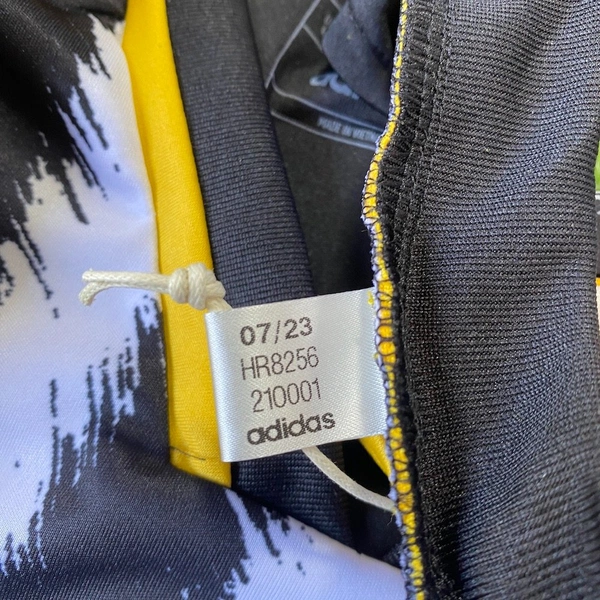 MADE IN VIETNAM
07/23
HR8256
210001
adidas